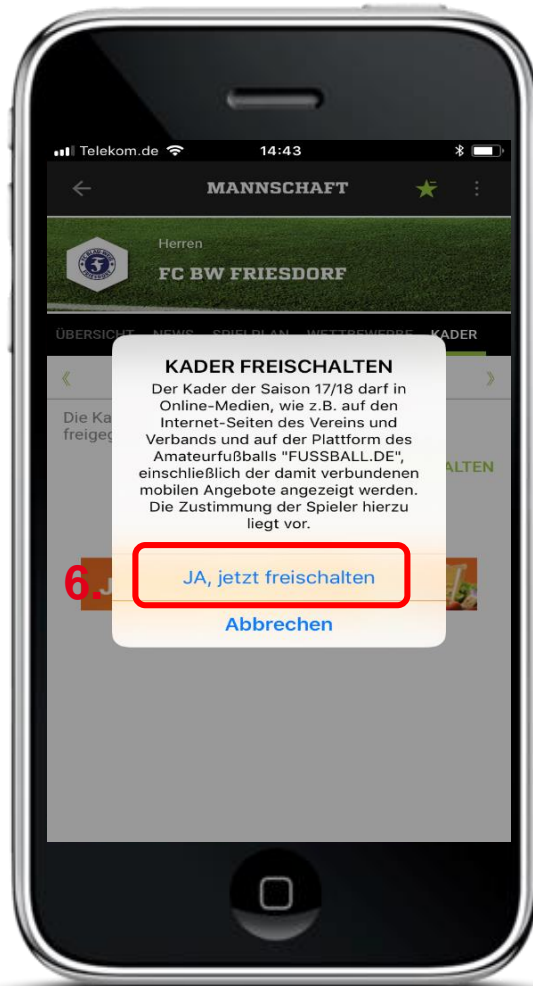 Telekom.de 14:43
MANNSCHAFT
Herren
FC BW FRIESDORF
ÜBERSICHT NEWS SPIELPLAN WETTBEWERBE KADER
KADER FREISCHALTEN
Der Kader der Saison 17/18 darf in
Online-Medien, wie z.B. auf den
Internet-Seiten des Vereins und
Verbands und auf der Plattform des
Amateurfußballs "FUSSBALL.DE",
einschließlich der damit verbundenen
mobilen Angebote angezeigt werden.
Die Zustimmung der Spieler hierzu
liegt vor.
Die Ka
freigeg
ALTEN
6.
J
JA, jetzt freischalten
Abbrechen